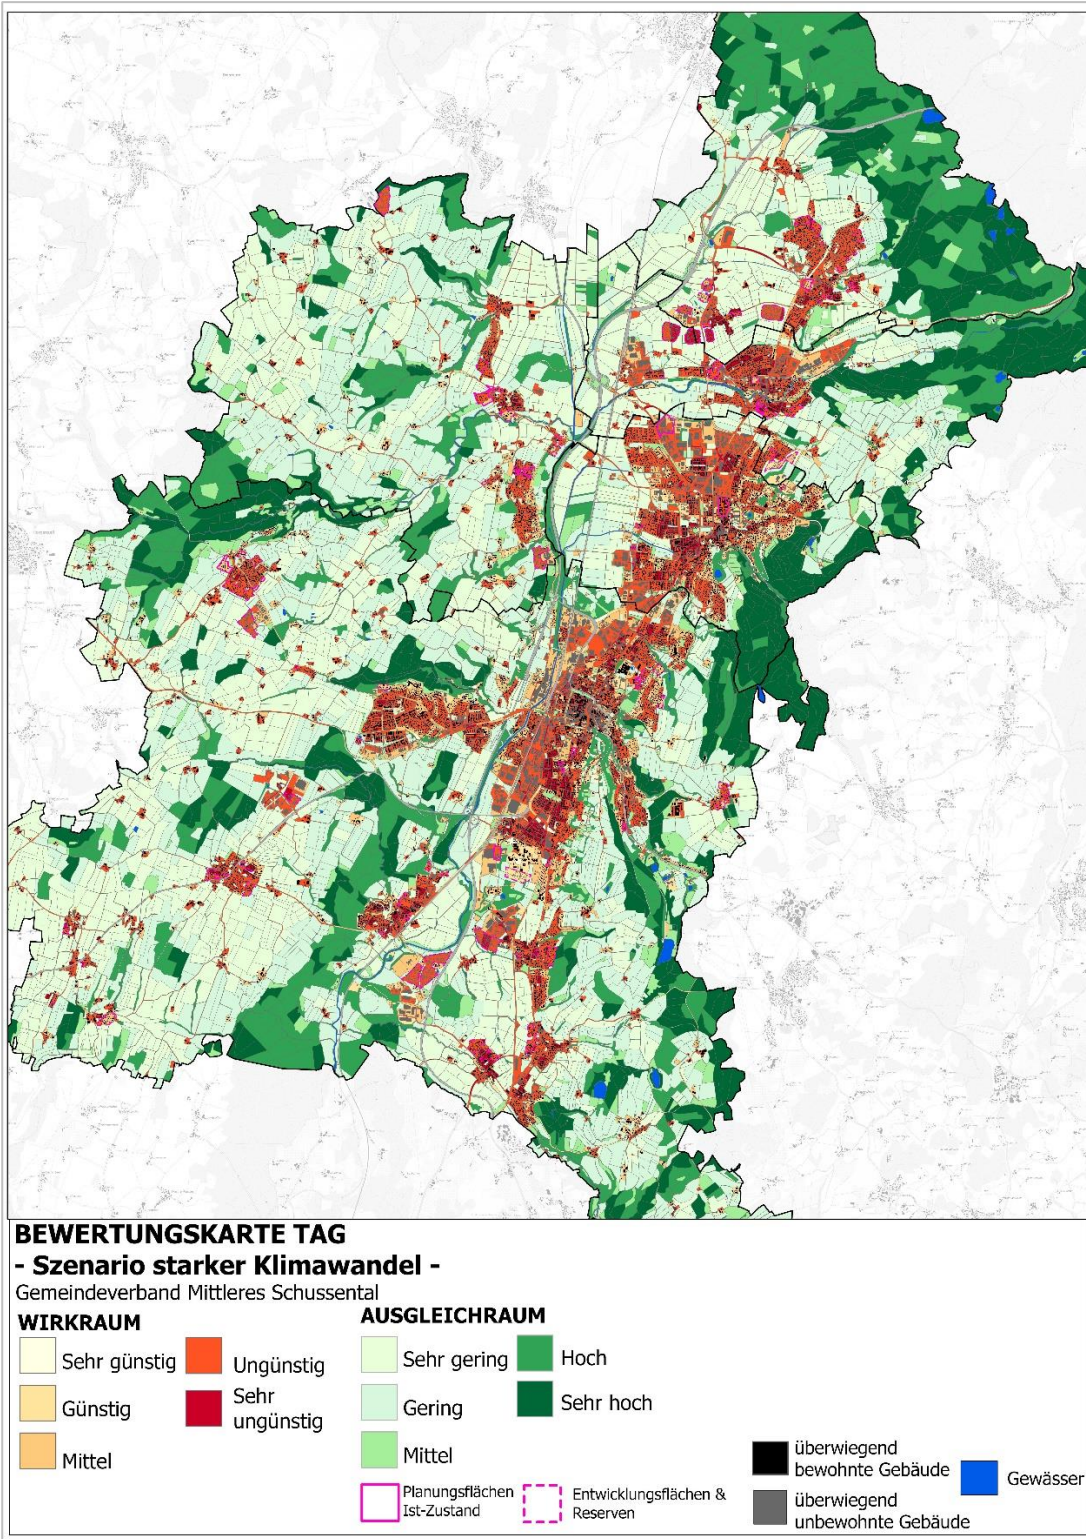 BEWERTUNGSKARTE TAG
- Szenario starker Klimawandel -
Gemeindeverband Mittleres Schussental
WIRKRAUM
Sehr günstig
Günstig
Mittel
Ungünstig
Sehr
ungünstig
AUSGLEICHRAUM
Sehr gering
Gering
Mittel
Hoch
Sehr hoch
Planungsflächen
Ist-Zustand
Entwicklungsflächen &
Reserven
überwiegend
bewohnte Gebäude
überwiegend
unbewohnte Gebäude
Gewässer